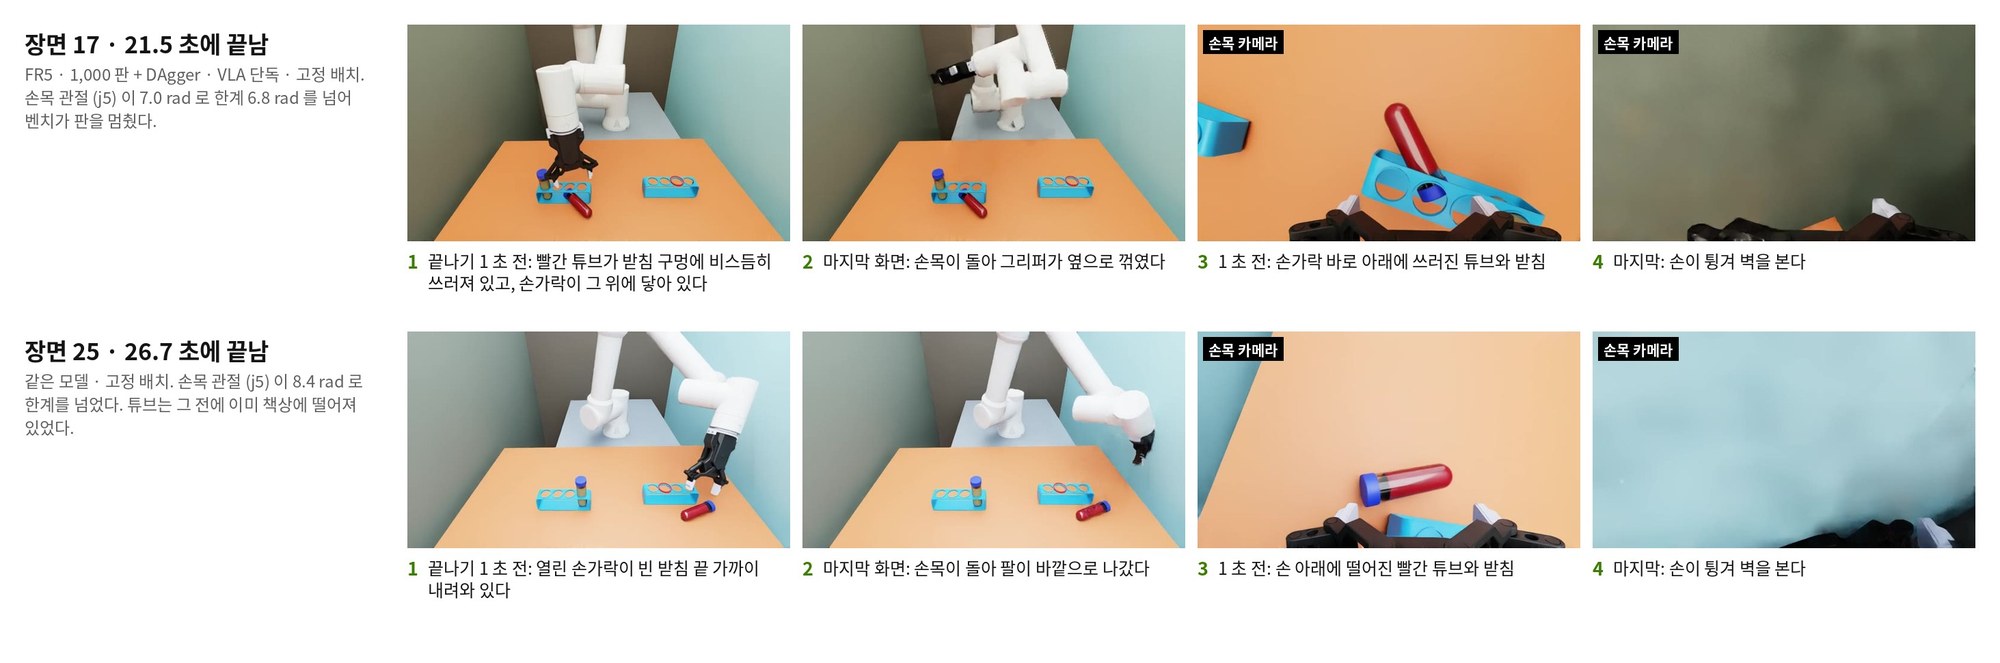 장면 17 · 21.5 초에 끝남
FR5 · 1,000 판 + DAgger · VLA 단독 · 고정 배치.
손목 관절 (j5) 이 7.0 rad 로 한계 6.8 rad 를 넘어
벤치가 판을 멈췄다.
손목 카메라
손목 카메라
1 끝나기 1 초 전: 빨간 튜브가 받침 구멍에 비스듬히
쓰러져 있고, 손가락이 그 위에 닿아 있다
2 마지막 화면: 손목이 돌아 그리퍼가 옆으로 꺾였다
3 1 초 전: 손가락 바로 아래에 쓰러진 튜브와 받침
4 마지막: 손이 튕겨 벽을 본다
장면 25 · 26.7 초에 끝남
같은 모델 · 고정 배치. 손목 관절 (j5) 이 8.4 rad 로
한계를 넘었다. 튜브는 그 전에 이미 책상에 떨어져
있었다.
손목 카메라
손목 카메라
1 끝나기 1 초 전: 열린 손가락이 빈 받침 끝 가까이
내려와 있다
2 마지막 화면: 손목이 돌아 팔이 바깥으로 나갔다
3 1 초 전: 손 아래에 떨어진 빨간 튜브와 받침
4 마지막: 손이 튕겨 벽을 본다